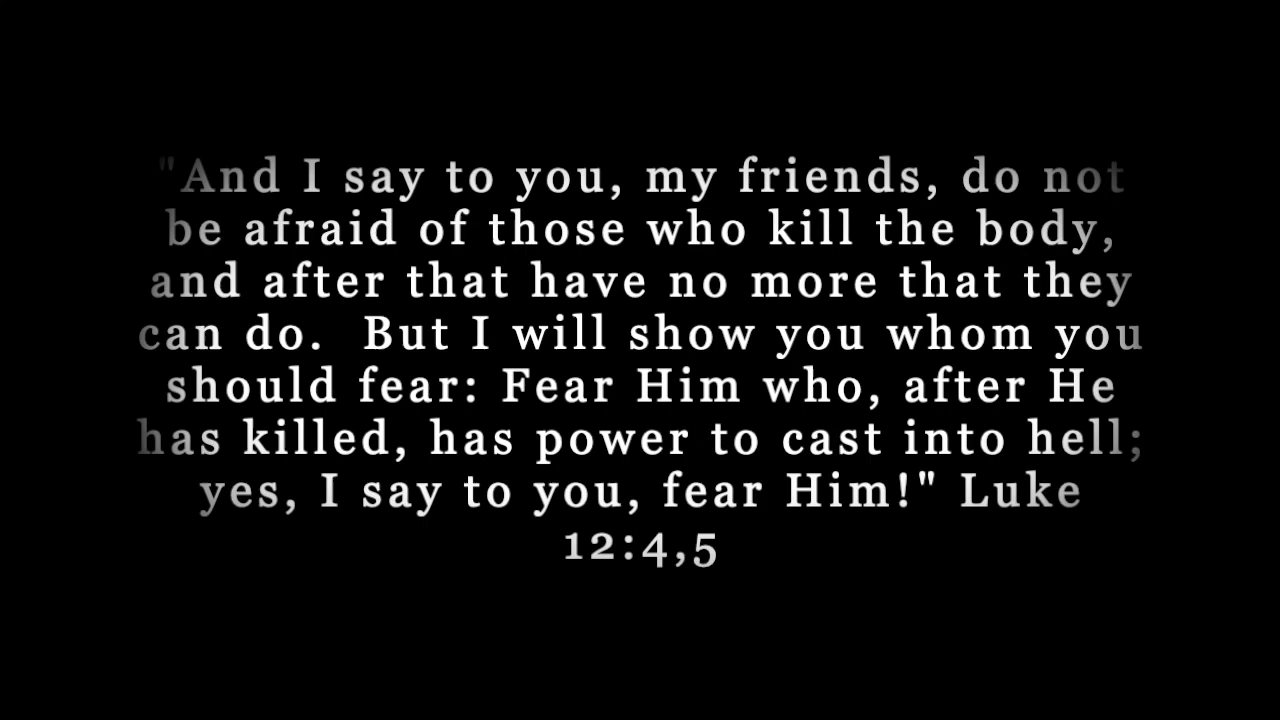 "And I say to you, my friends, do not
be afraid of those who kill the body,
and after that have no more that they
can do.  But I will show you whom you
should fear: Fear Him who, after He
has killed, has power to cast into hell;
yes, I say to you, fear Him!" Luke
12:4,5